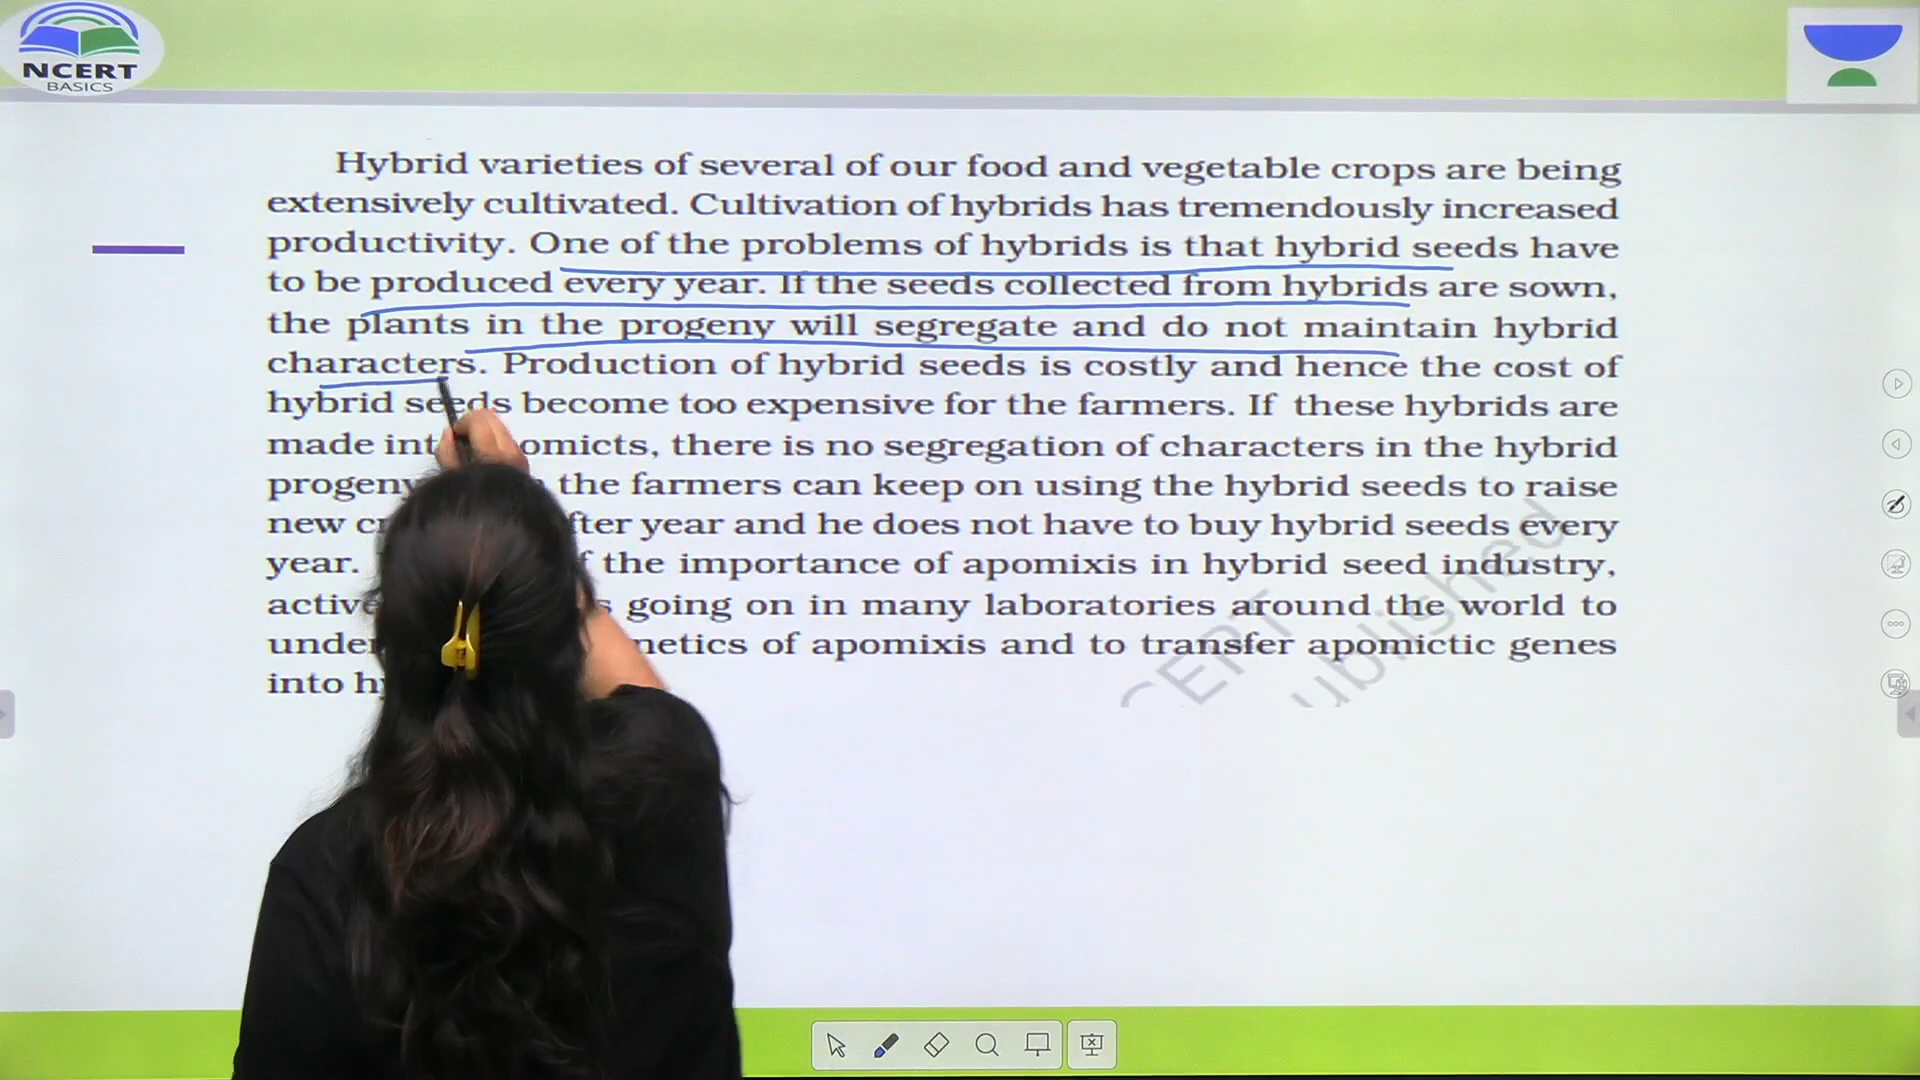 NCERT
BASICS
Hybrid varieties of several of our food and vegetable crops are being
extensively cultivated. Cultivation of hybrids has tremendously increased
productivity. One of the problems of hybrids is that hybrid seeds have
to be produced every year. If the seeds collected from hybrids are sown,
the plants in the progeny will segregate and do not maintain hybrid
characters. Production of hybrid seeds is costly and hence the cost of
hybrid seeds become too expensive for the farmers. If these hybrids are
made int omicts, there is no segregation of characters in the hybrid
progeny the farmers can keep on using the hybrid seeds to raise
new c fter year and he does not have to buy hybrid seeds every
year. f the importance of apomixis in hybrid seed industry,
active s going on in many laboratories around the world to
under netics of apomixis and to transfer apomictic genes
into h
CERT
ublished